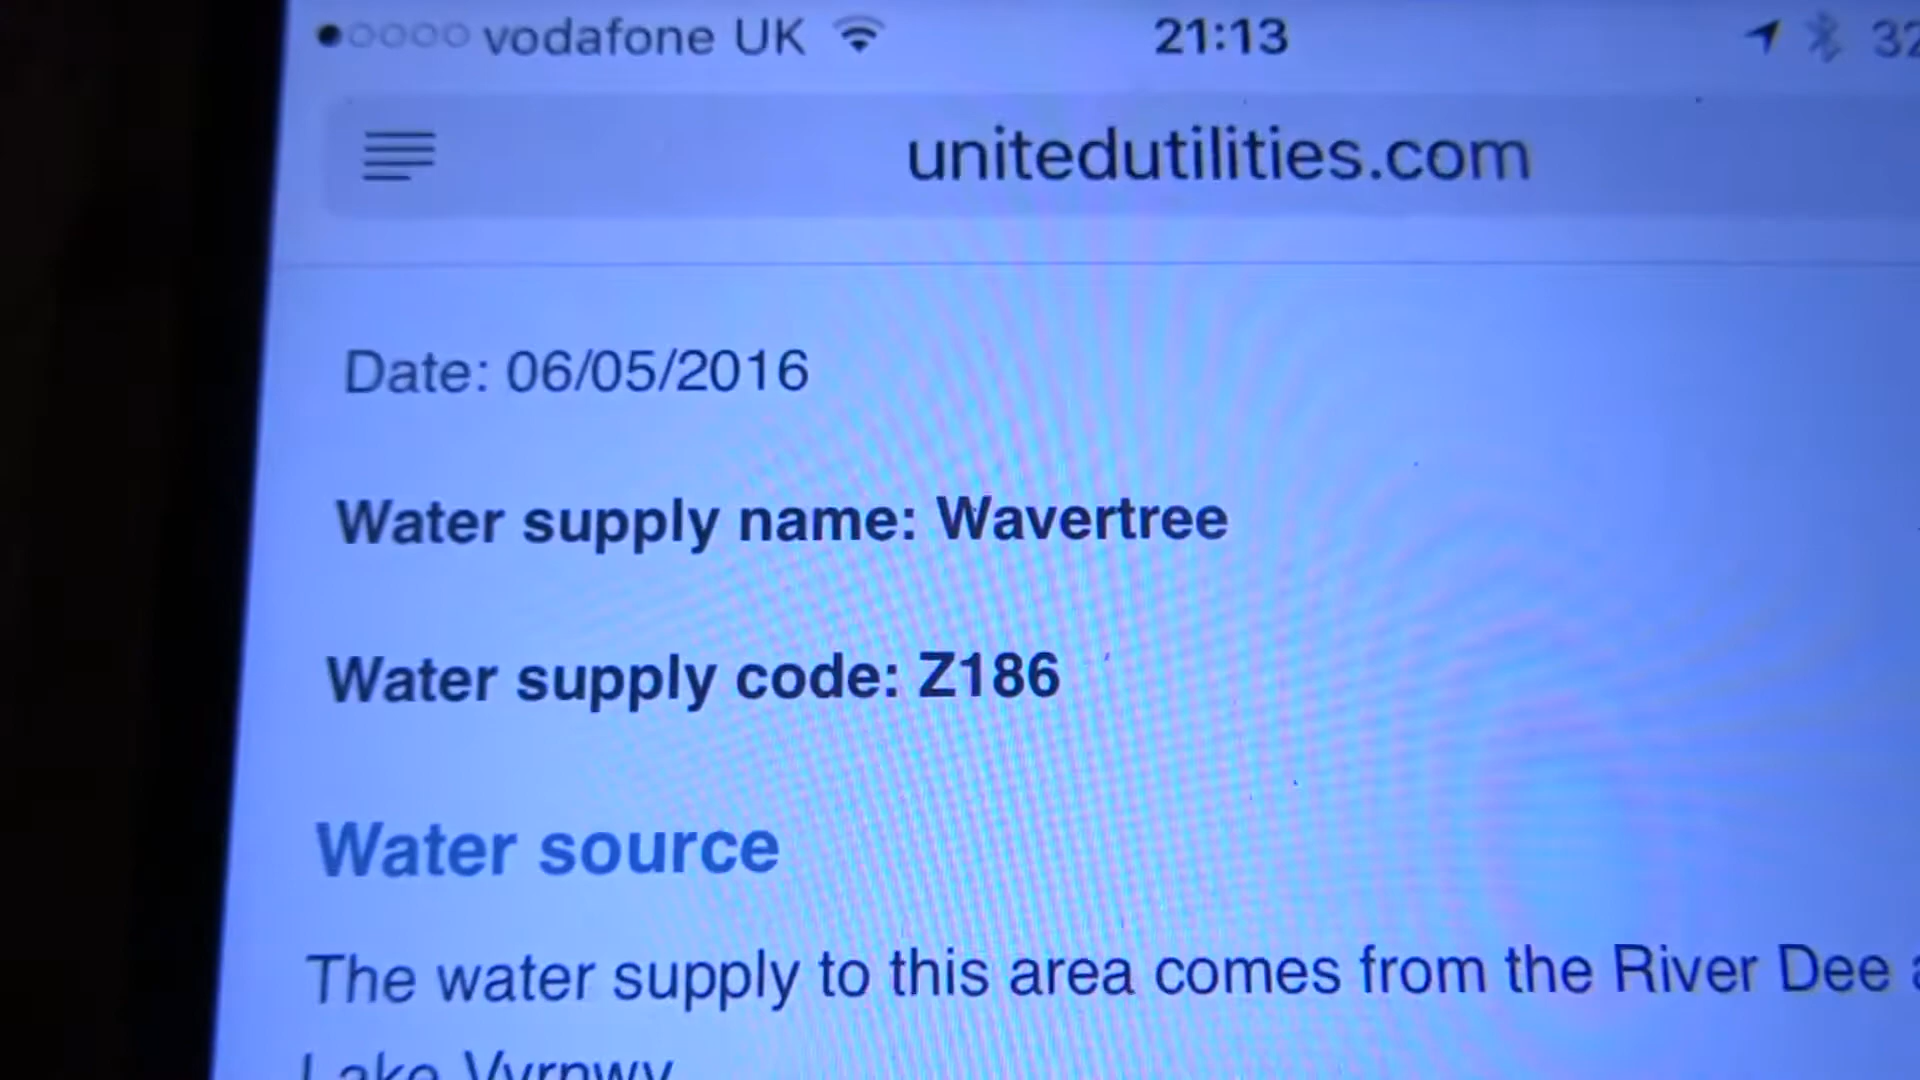 vodafone UK 21:13 32
unitedutilities.com
Date: 06/05/2016
Water supply name: Wavertree
Water supply code: Z186
Water source
The water supply to this area comes from the River Dee a
Lake Vyrnwy